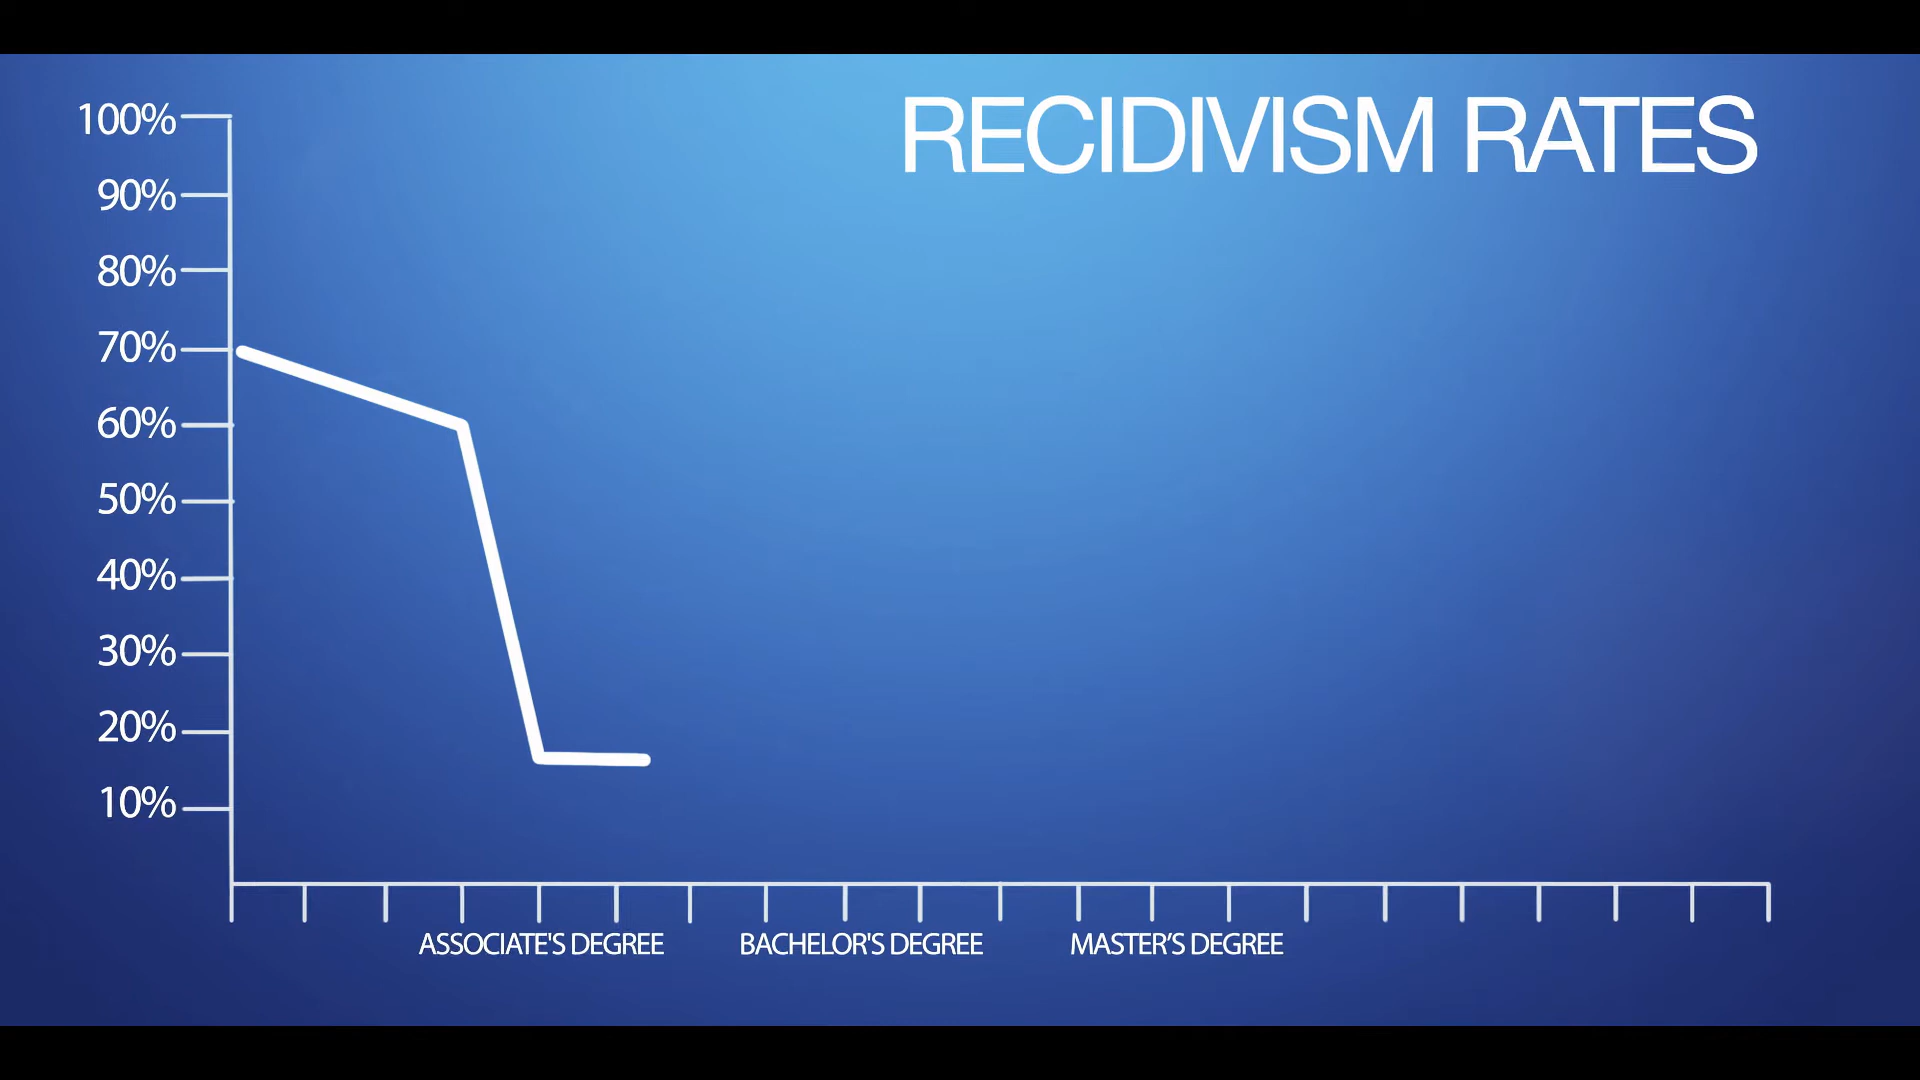 RECIDIVISM RATES
100%
90%
80%
70%
60%
50%
40%
30%
20%
10%
ASSOCIATE'S DEGREE
BACHELOR'S DEGREE
MASTER’S DEGREE